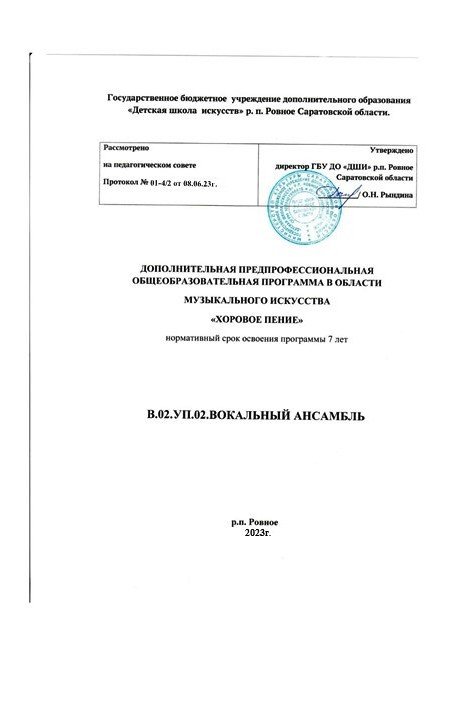 Государственное бюджетное учреждение дополнительного образования
«Детская школа искусств» р. п. Ровное Саратовской области.
Рассмотрено
на педагогическом совете
Протокол № 01-4/2 от 08.06.23г.
Утверждено
директор ГБУ ДО «ДШИ» р.п. Ровное
Саратовской области
/ О.Н. Рындина
ДОПОЛНИТЕЛЬНАЯ ПРЕДПРОФЕССИОНАЛЬНАЯ
ОБЩЕОБРАЗОВАТЕЛЬНАЯ ПРОГРАММА В ОБЛАСТИ
МУЗЫКАЛЬНОГО ИСКУССТВА
«ХОРОВОЕ ПЕНИЕ»
нормативный срок освоения программы 7 лет
В.02.УП.02.ВОКАЛЬНЫЙ АНСАМБЛЬ
р.п. Ровное
2023г.